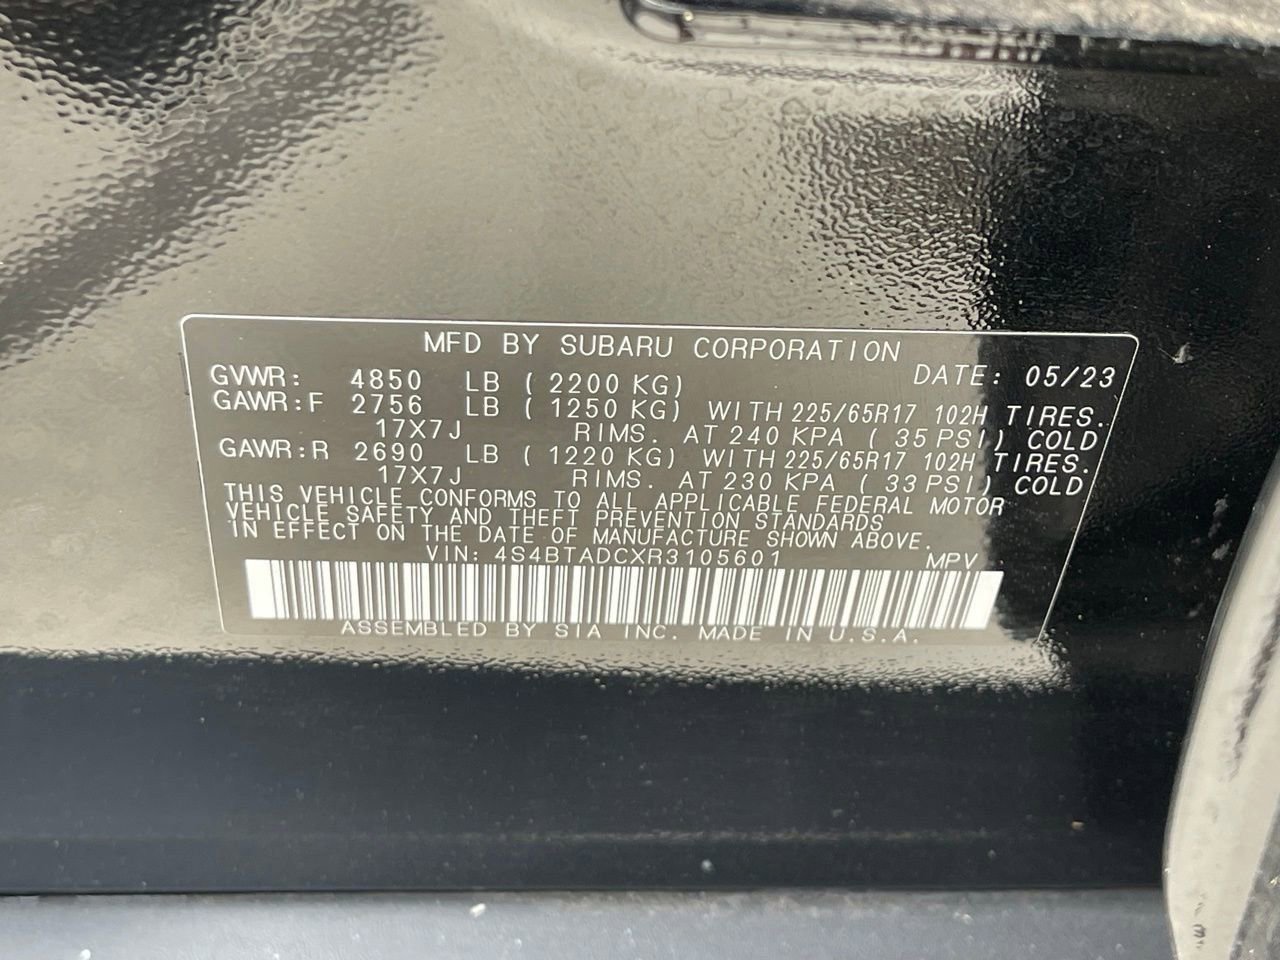 MFD BY SUBARU CORPORATION
GVWR: 4850 LB ( 2200 KG) DATE: 05/23
GAWR:F 2756 LB ( 1250 KG) WITH 225/65R17 102H TIRES.
17X7J RIMS. AT 240 KPA ( 35 PSI) COLD
GAWR:R 2690 LB ( 1220 KG) WITH 225/65R17 102H TIRES.
17X7J RIMS. AT 230 KPA ( 33 PSI) COLD
THIS VEHICLE CONFORMS TO ALL APPLICABLE FEDERAL MOTOR
VEHICLE SAFETY AND THEFT PREVENTION STANDARDS
IN EFFECT ON THE DATE OF MANUFACTURE SHOWN ABOVE.
VIN: 4S4BTADCXR3105601 MPV
ASSEMBLED BY SIA INC. MADE IN U.S.A.